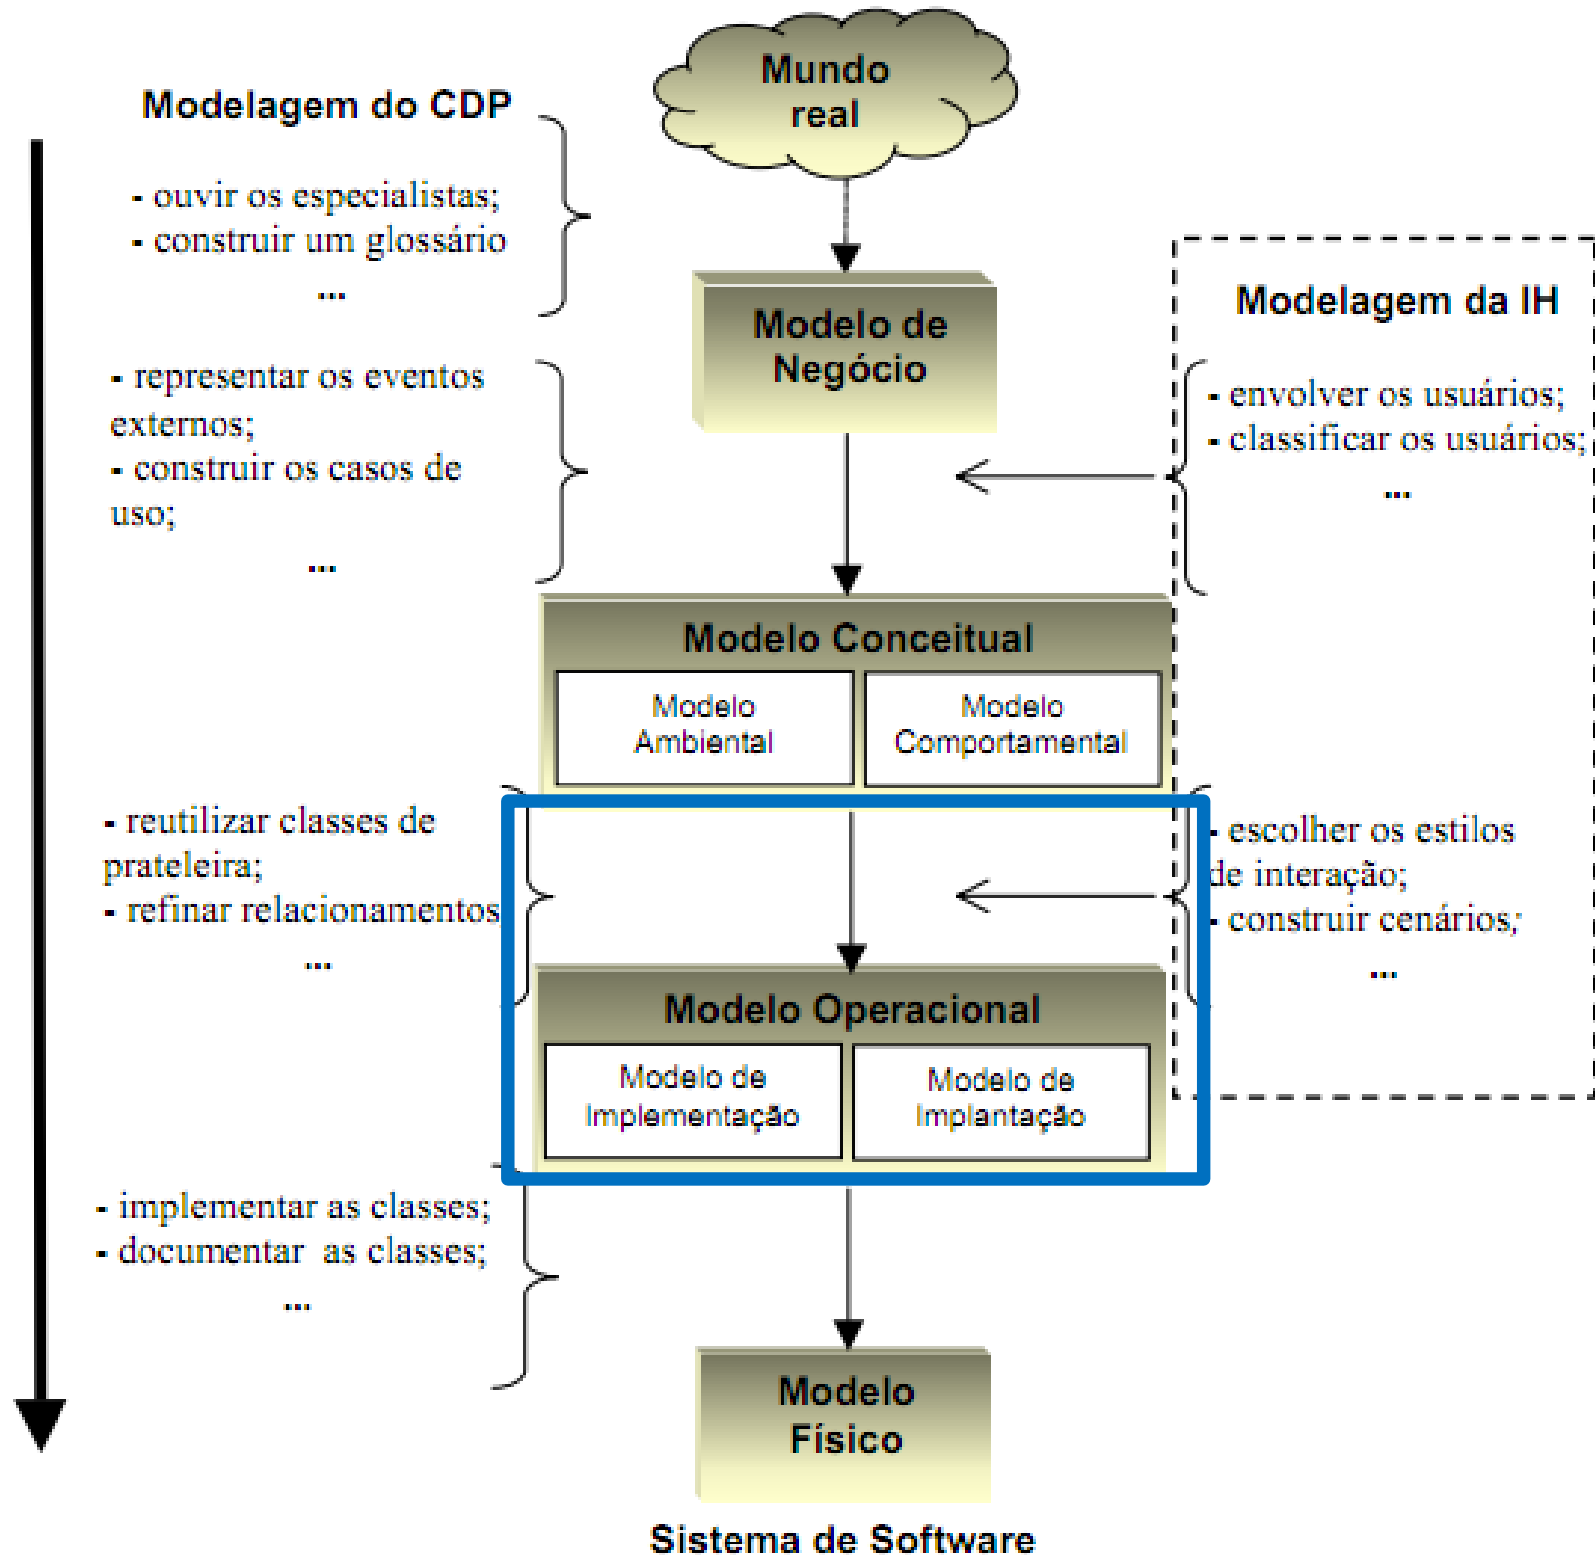 Mundo
real
Modelagem do CDP
- ouvir os especialistas;
- construir um glossário
...
Modelo de
Negócio
Modelagem da IH
- representar os eventos
externos;
- construir os casos de
uso;
...
- envolver os usuários;
- classificar os usuários;
...
Modelo Conceitual
Modelo
Ambiental
Modelo
Comportamental
- reutilizar classes de
prateleira;
- refinar relacionamentos
...
- escolher os estilos
de interação;
- construir cenários;
...
Modelo Operacional
Modelo de
Implementação
Modelo de
Implantação
- implementar as classes;
- documentar as classes;
...
Modelo
Físico
Sistema de Software